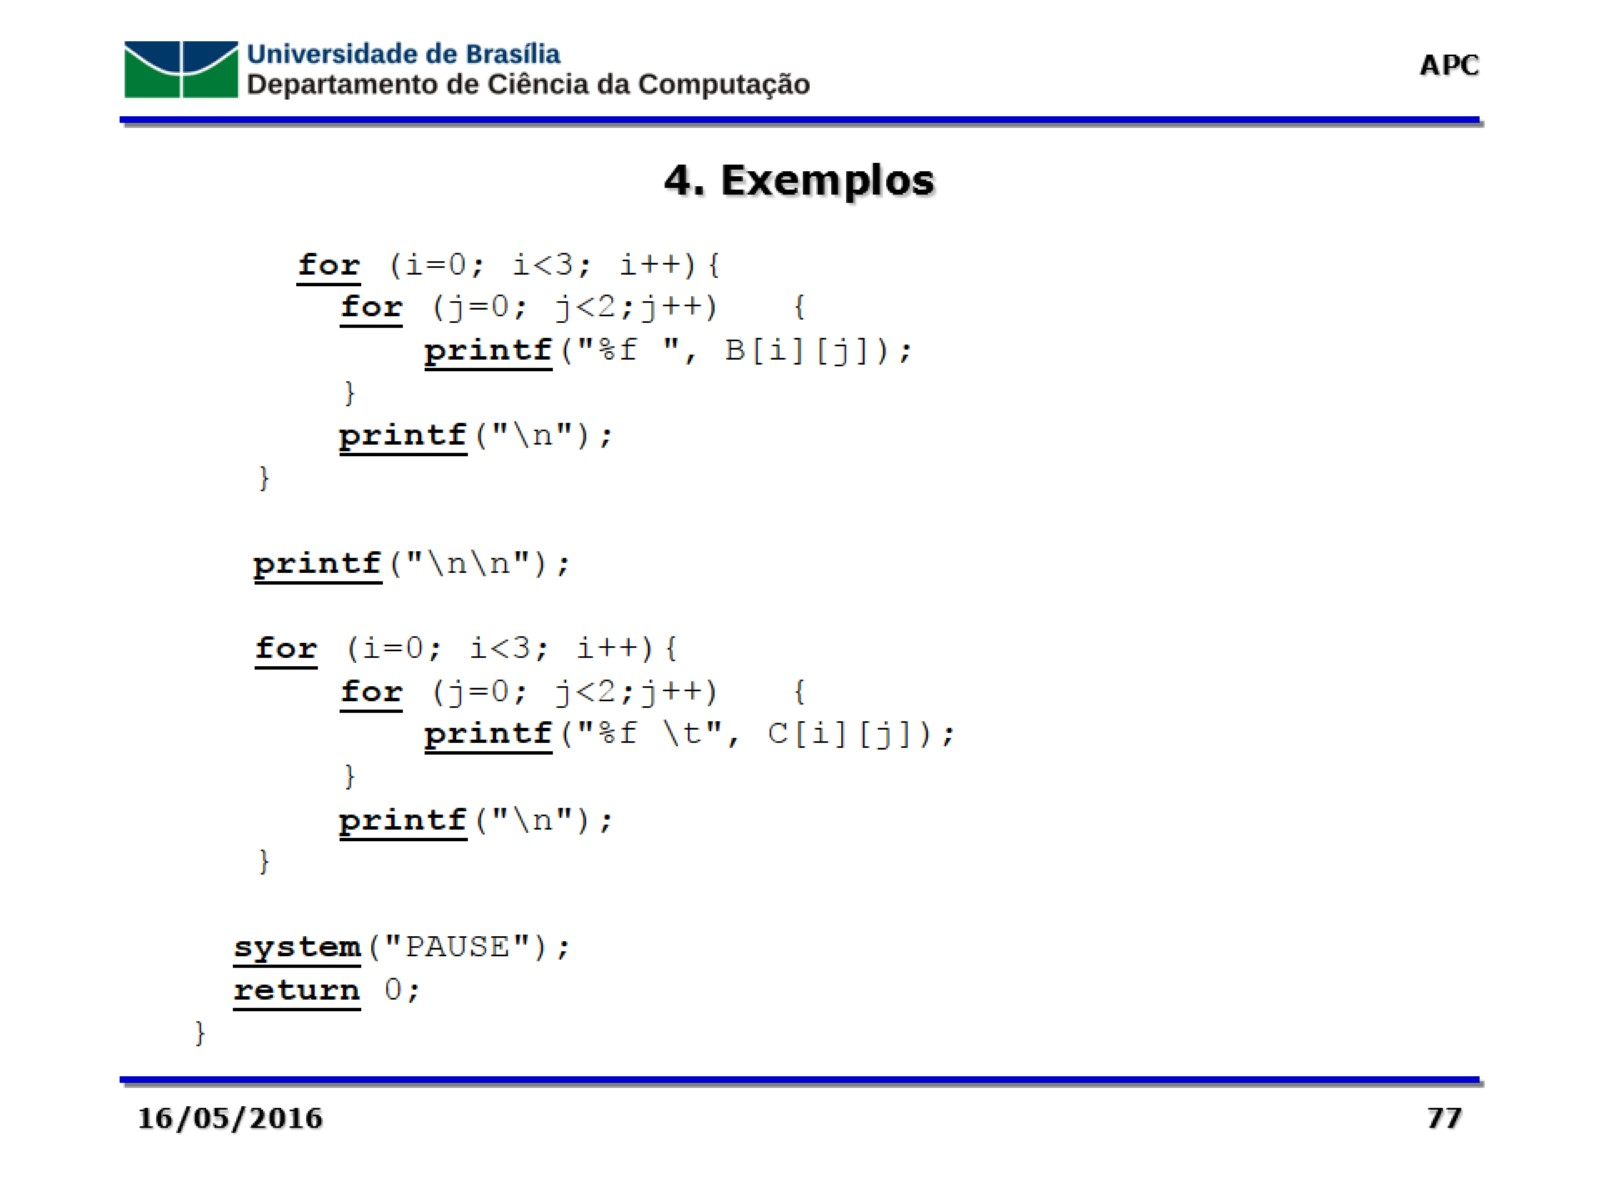 Universidade de Brasília
Departamento de Ciência da Computação
APC
4. Exemplos
for (i=0; i<3; i++){
for (j=0; j<2;j++) {
printf("%f ", B[i][j]);
}
printf("\n");
}
printf("\n\n");
for (i=0; i<3; i++){
for (j=0; j<2;j++) {
printf("%f \t", C[i][j]);
}
printf("\n");
}
system("PAUSE");
return 0;
}
16/05/2016
77